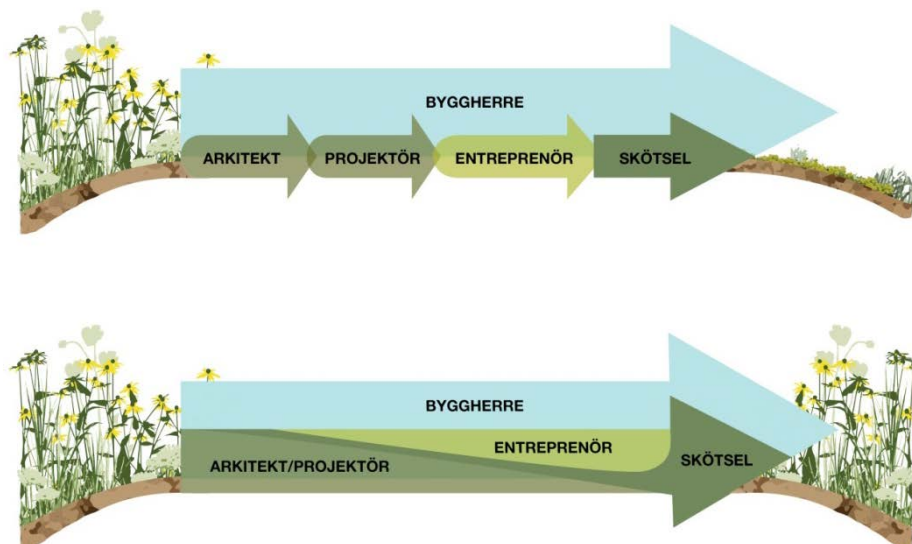 BYGGHERRE
ARKITEKT PROJEKTÖR ENTREPRENÖR SKÖTSEL
BYGGHERRE
ENTREPRENÖR
ARKITEKT/PROJEKTÖR SKÖTSEL